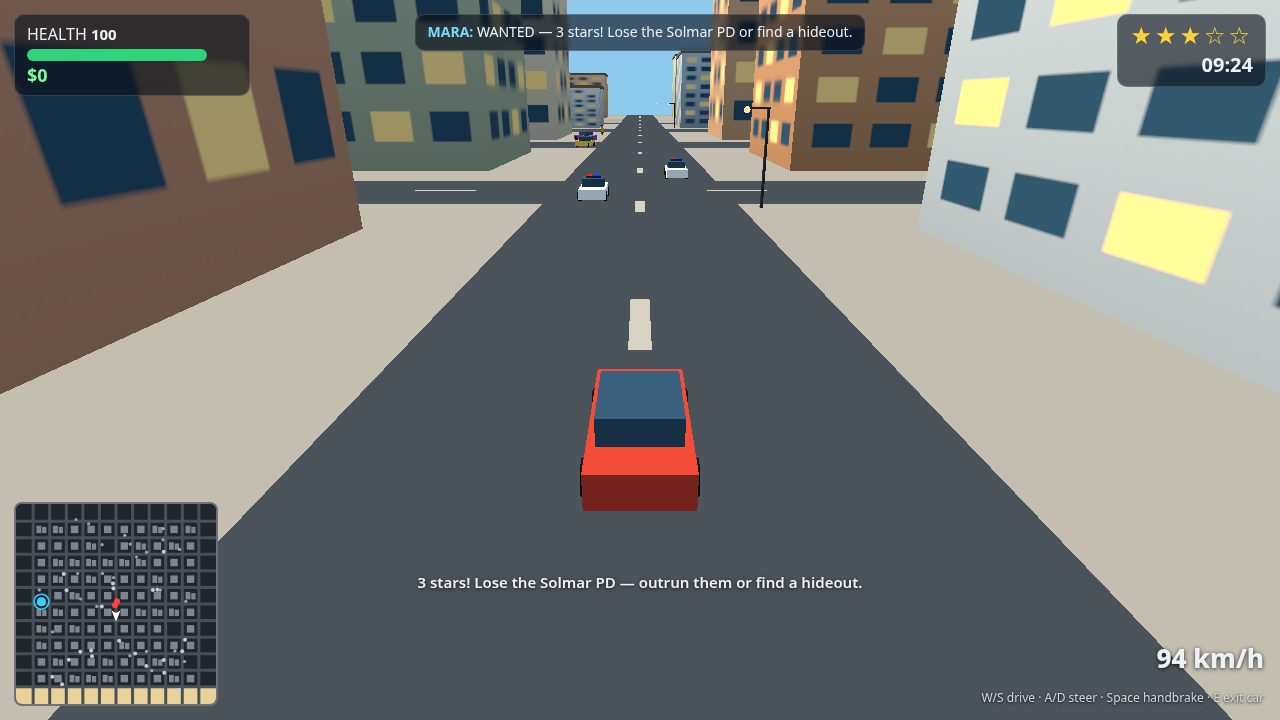 HEALTH 100
$0
MARA: WANTED — 3 stars! Lose the Solmar PD or find a hideout.
★★★☆☆
09:24
3 stars! Lose the Solmar PD — outrun them or find a hideout.
94 km/h
W/S drive · A/D steer · Space handbrake · E exit car